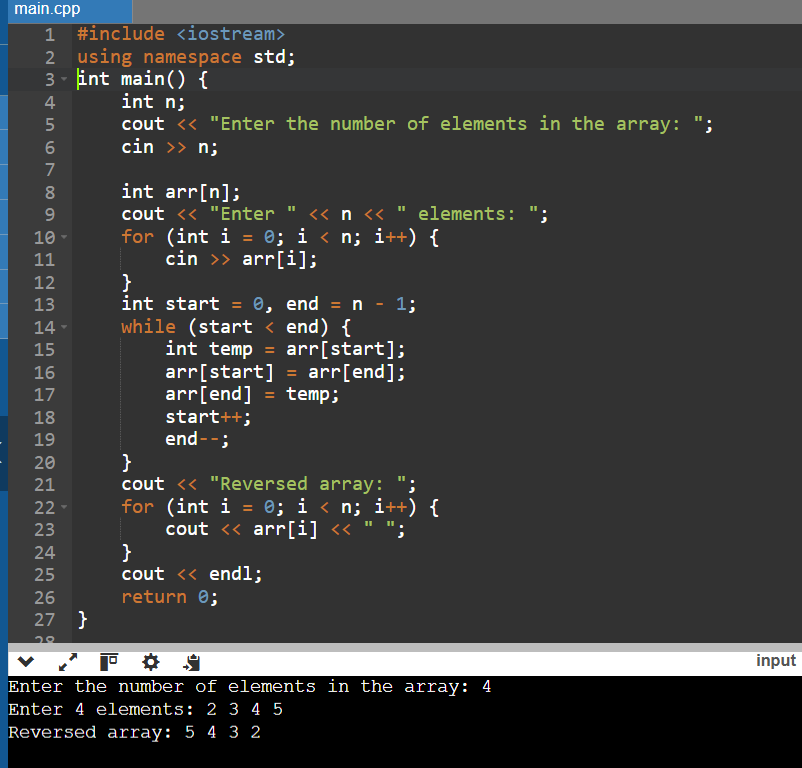 main.cpp
1 #include <iostream>
2 using namespace std;
3 int main() {
4     int n;
5     cout << "Enter the number of elements in the array: ";
6     cin >> n;
7
8     int arr[n];
9     cout << "Enter " << n << " elements: ";
10     for (int i = 0; i < n; i++) {
11         cin >> arr[i];
12     }
13     int start = 0, end = n - 1;
14     while (start < end) {
15         int temp = arr[start];
16         arr[start] = arr[end];
17         arr[end] = temp;
18         start++;
19         end--;
20     }
21     cout << "Reversed array: ";
22     for (int i = 0; i < n; i++) {
23         cout << arr[i] << " ";
24     }
25     cout << endl;
26     return 0;
27 }
28
input
Enter the number of elements in the array: 4
Enter 4 elements: 2 3 4 5
Reversed array: 5 4 3 2